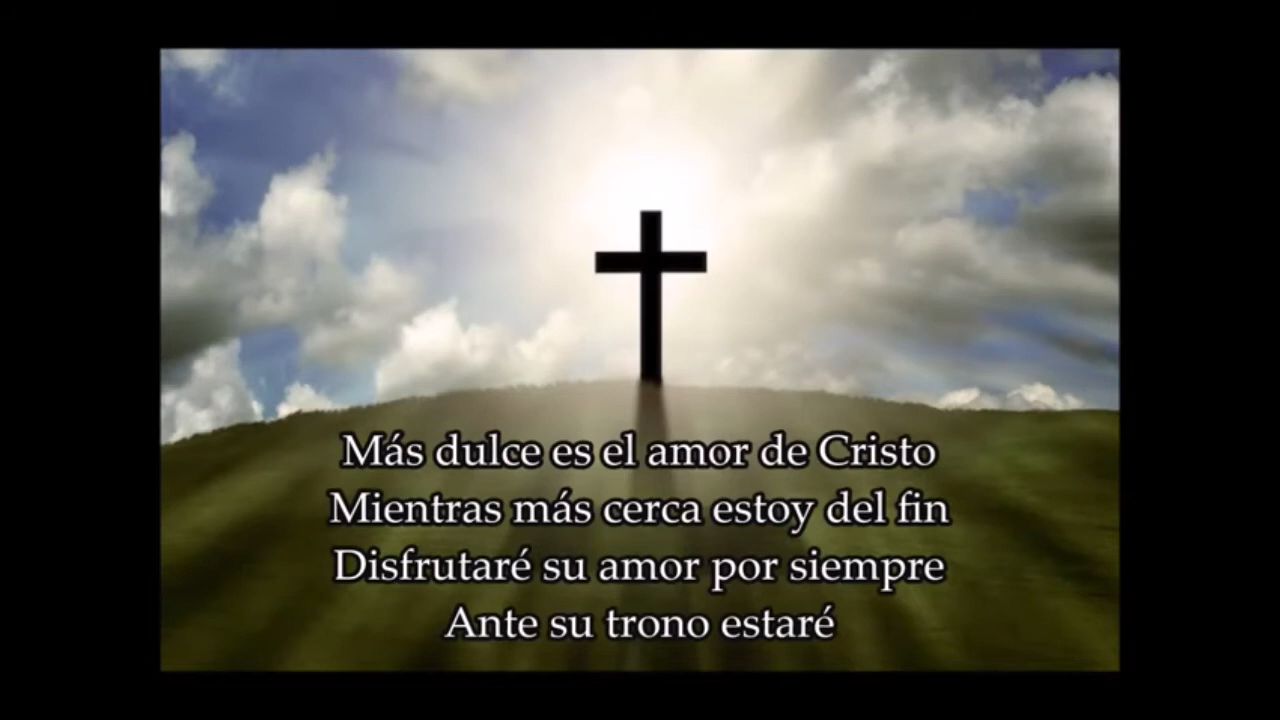 Más dulce es el amor de Cristo
Mientras más cerca estoy del fin
Disfrutaré su amor por siempre
Ante su trono estaré